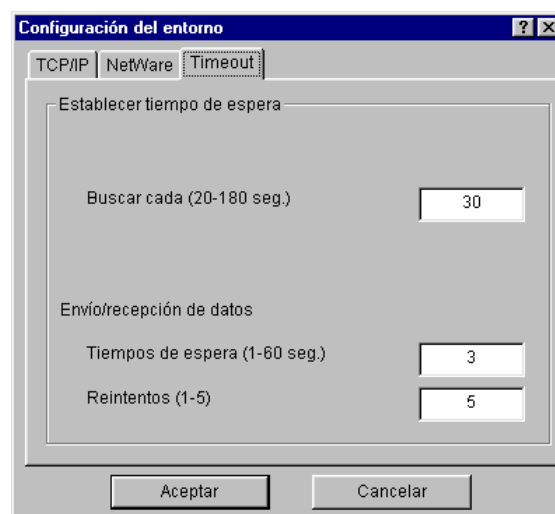 Configuración del entorno
TCP/IP NetWare Timeout
Establecer tiempo de espera
Buscar cada (20-180 seg.) 30
Envío/recepción de datos
Tiempos de espera (1-60 seg.) 3
Reintentos (1-5) 5
Aceptar Cancelar